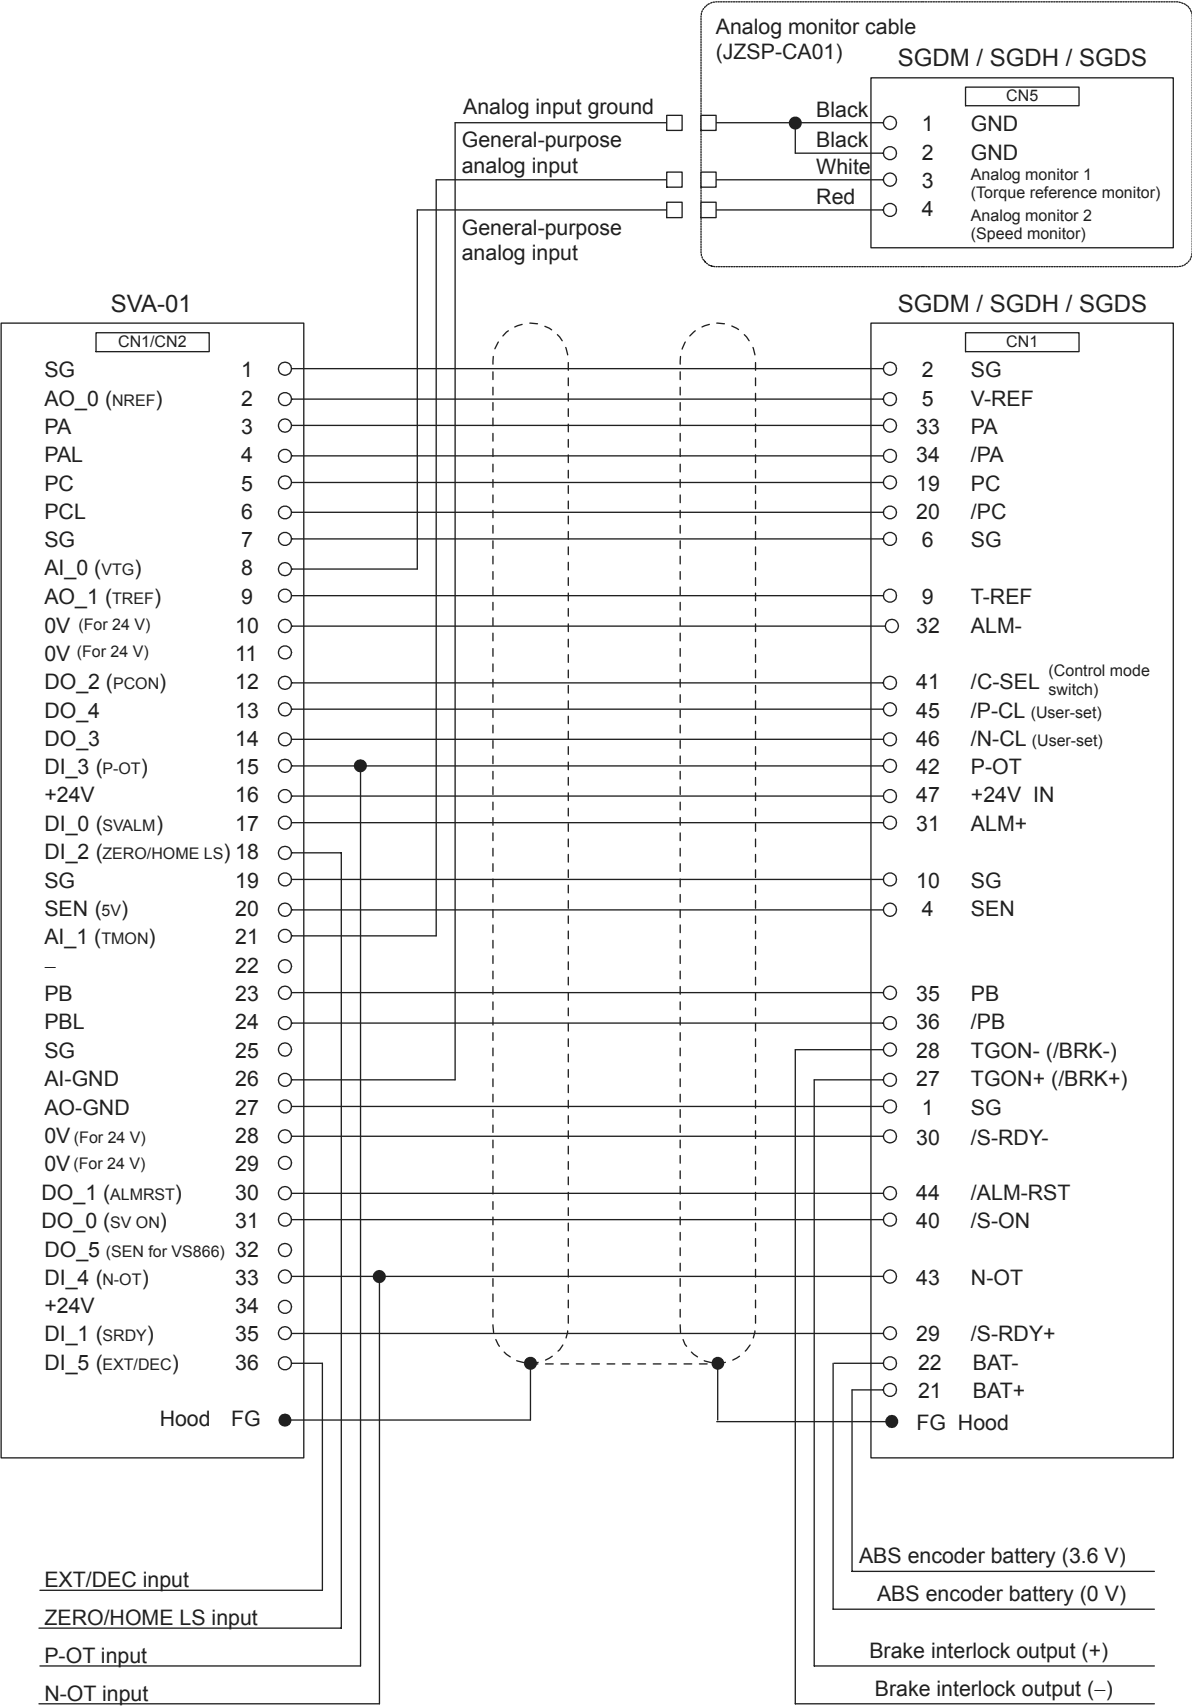 Analog monitor cable
(JZSP-CA01)
SGDM / SGDH / SGDS
CN5
Analog input ground
Black 1 GND
General-purpose
analog input
Black 2 GND
White 3 Analog monitor 1
(Torque reference monitor)
Red 4 Analog monitor 2
(Speed monitor)
General-purpose
analog input
SVA-01
SGDM / SGDH / SGDS
CN1/CN2
CN1
SG 1 2 SG
AO_0 (NREF) 2 5 V-REF
PA 3 33 PA
PAL 4 34 /PA
PC 5 19 PC
PCL 6 20 /PC
SG 7 6 SG
AI_0 (VTG) 8
AO_1 (TREF) 9 9 T-REF
0V (For 24 V) 10 32 ALM-
0V (For 24 V) 11
DO_2 (PCON) 12 41 /C-SEL (Control mode
switch)
DO_4 13 45 /P-CL (User-set)
DO_3 14 46 /N-CL (User-set)
DI_3 (P-OT) 15 42 P-OT
+24V 16 47 +24V IN
DI_0 (SVALM) 17 31 ALM+
DI_2 (ZERO/HOME LS) 18
SG 19 10 SG
SEN (5V) 20 4 SEN
AI_1 (TMON) 21
– 22
PB 23 35 PB
PBL 24 36 /PB
SG 25 28 TGON- (/BRK-)
AI-GND 26 27 TGON+ (/BRK+)
AO-GND 27 1 SG
0V (For 24 V) 28 30 /S-RDY-
0V (For 24 V) 29
DO_1 (ALMRST) 30 44 /ALM-RST
DO_0 (SV ON) 31 40 /S-ON
DO_5 (SEN for VS866) 32
DI_4 (N-OT) 33 43 N-OT
+24V 34
DI_1 (SRDY) 35 29 /S-RDY+
DI_5 (EXT/DEC) 36 22 BAT-
21 BAT+
Hood FG FG Hood
ABS encoder battery (3.6 V)
EXT/DEC input
ABS encoder battery (0 V)
ZERO/HOME LS input
P-OT input
Brake interlock output (+)
N-OT input
Brake interlock output (–)